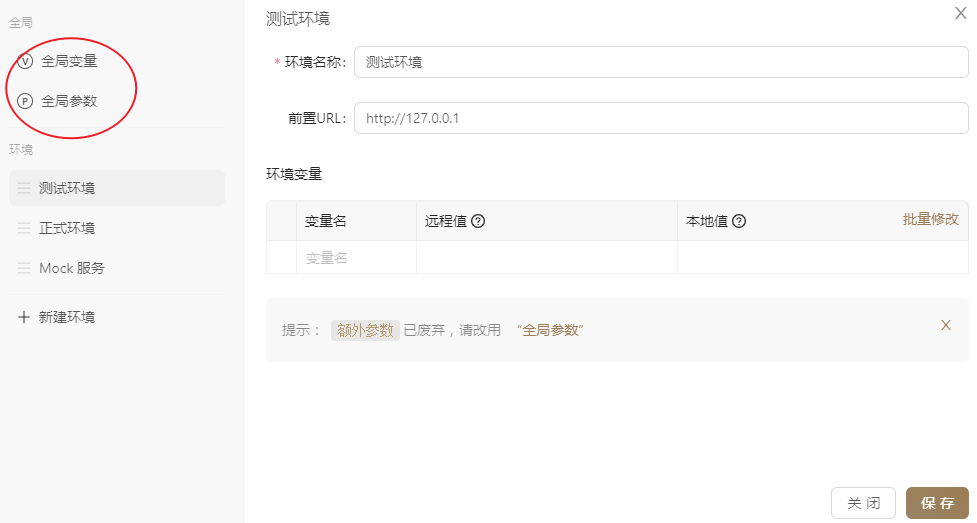 全局
V 全局变量
P 全局参数
环境
测试环境
正式环境
Mock 服务
新建环境
测试环境
X
* 环境名称:
测试环境
前置URL:
http://127.0.0.1
环境变量
变量名 远程值 ? 本地值 ? 批量修改
变量名
提示： 额外参数 已废弃，请改用 “全局参数” X
关 闭 保 存